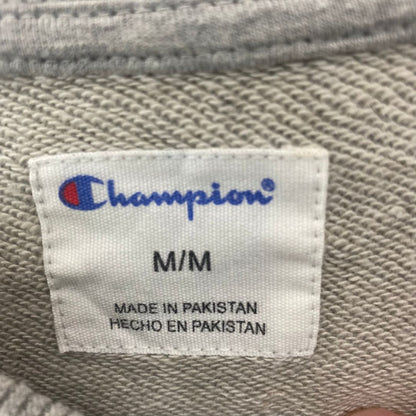 Champion®
M/M
MADE IN PAKISTAN
HECHO EN PAKISTAN